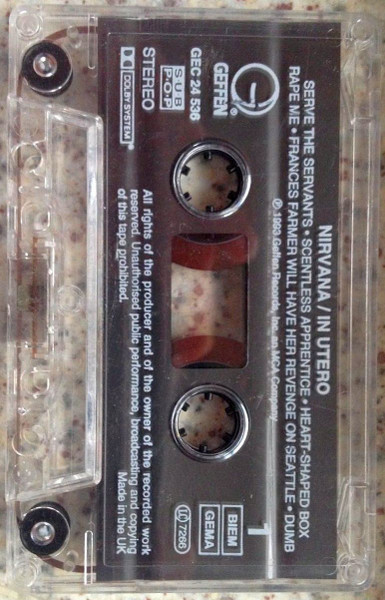 NIRVANA / IN UTERO
SERVE THE SERVANTS • SCENTLESS APPRENTICE • HEART-SHAPED BOX
RAPE ME • FRANCES FARMER WILL HAVE HER REVENGE ON SEATTLE • DUMB
℗ 1993 Geffen Records, Inc. an MCA Company
G
GEFFEN®
GEC 24 536
SUB
POP
STEREO
DOLBY SYSTEM®
1
BIEM
GEMA
LC 7266
All rights of the producer and of the owner of the recorded work
reserved. Unauthorised public performance, broadcasting and copying
of this tape prohibited.
Made in the UK